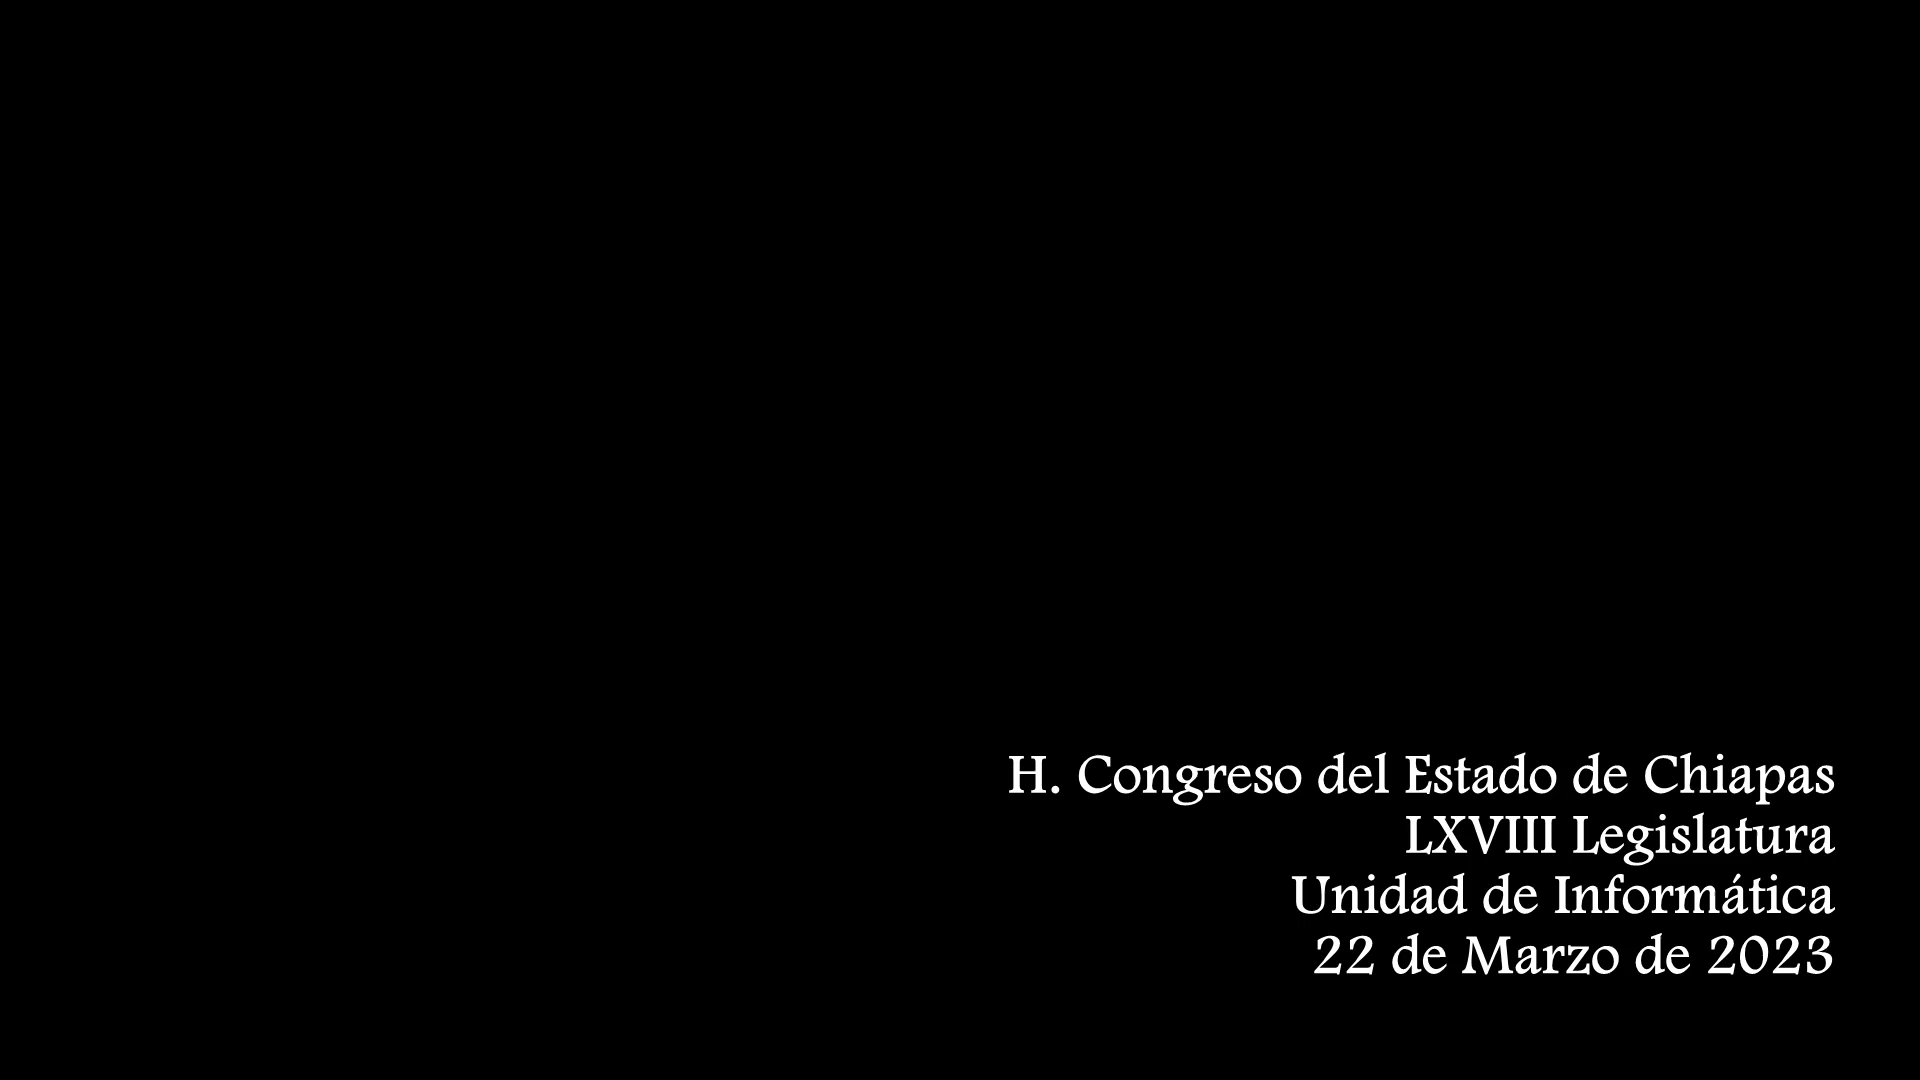 H. Congreso del Estado de Chiapas
LXVIII Legislatura
Unidad de Informática
22 de Marzo de 2023